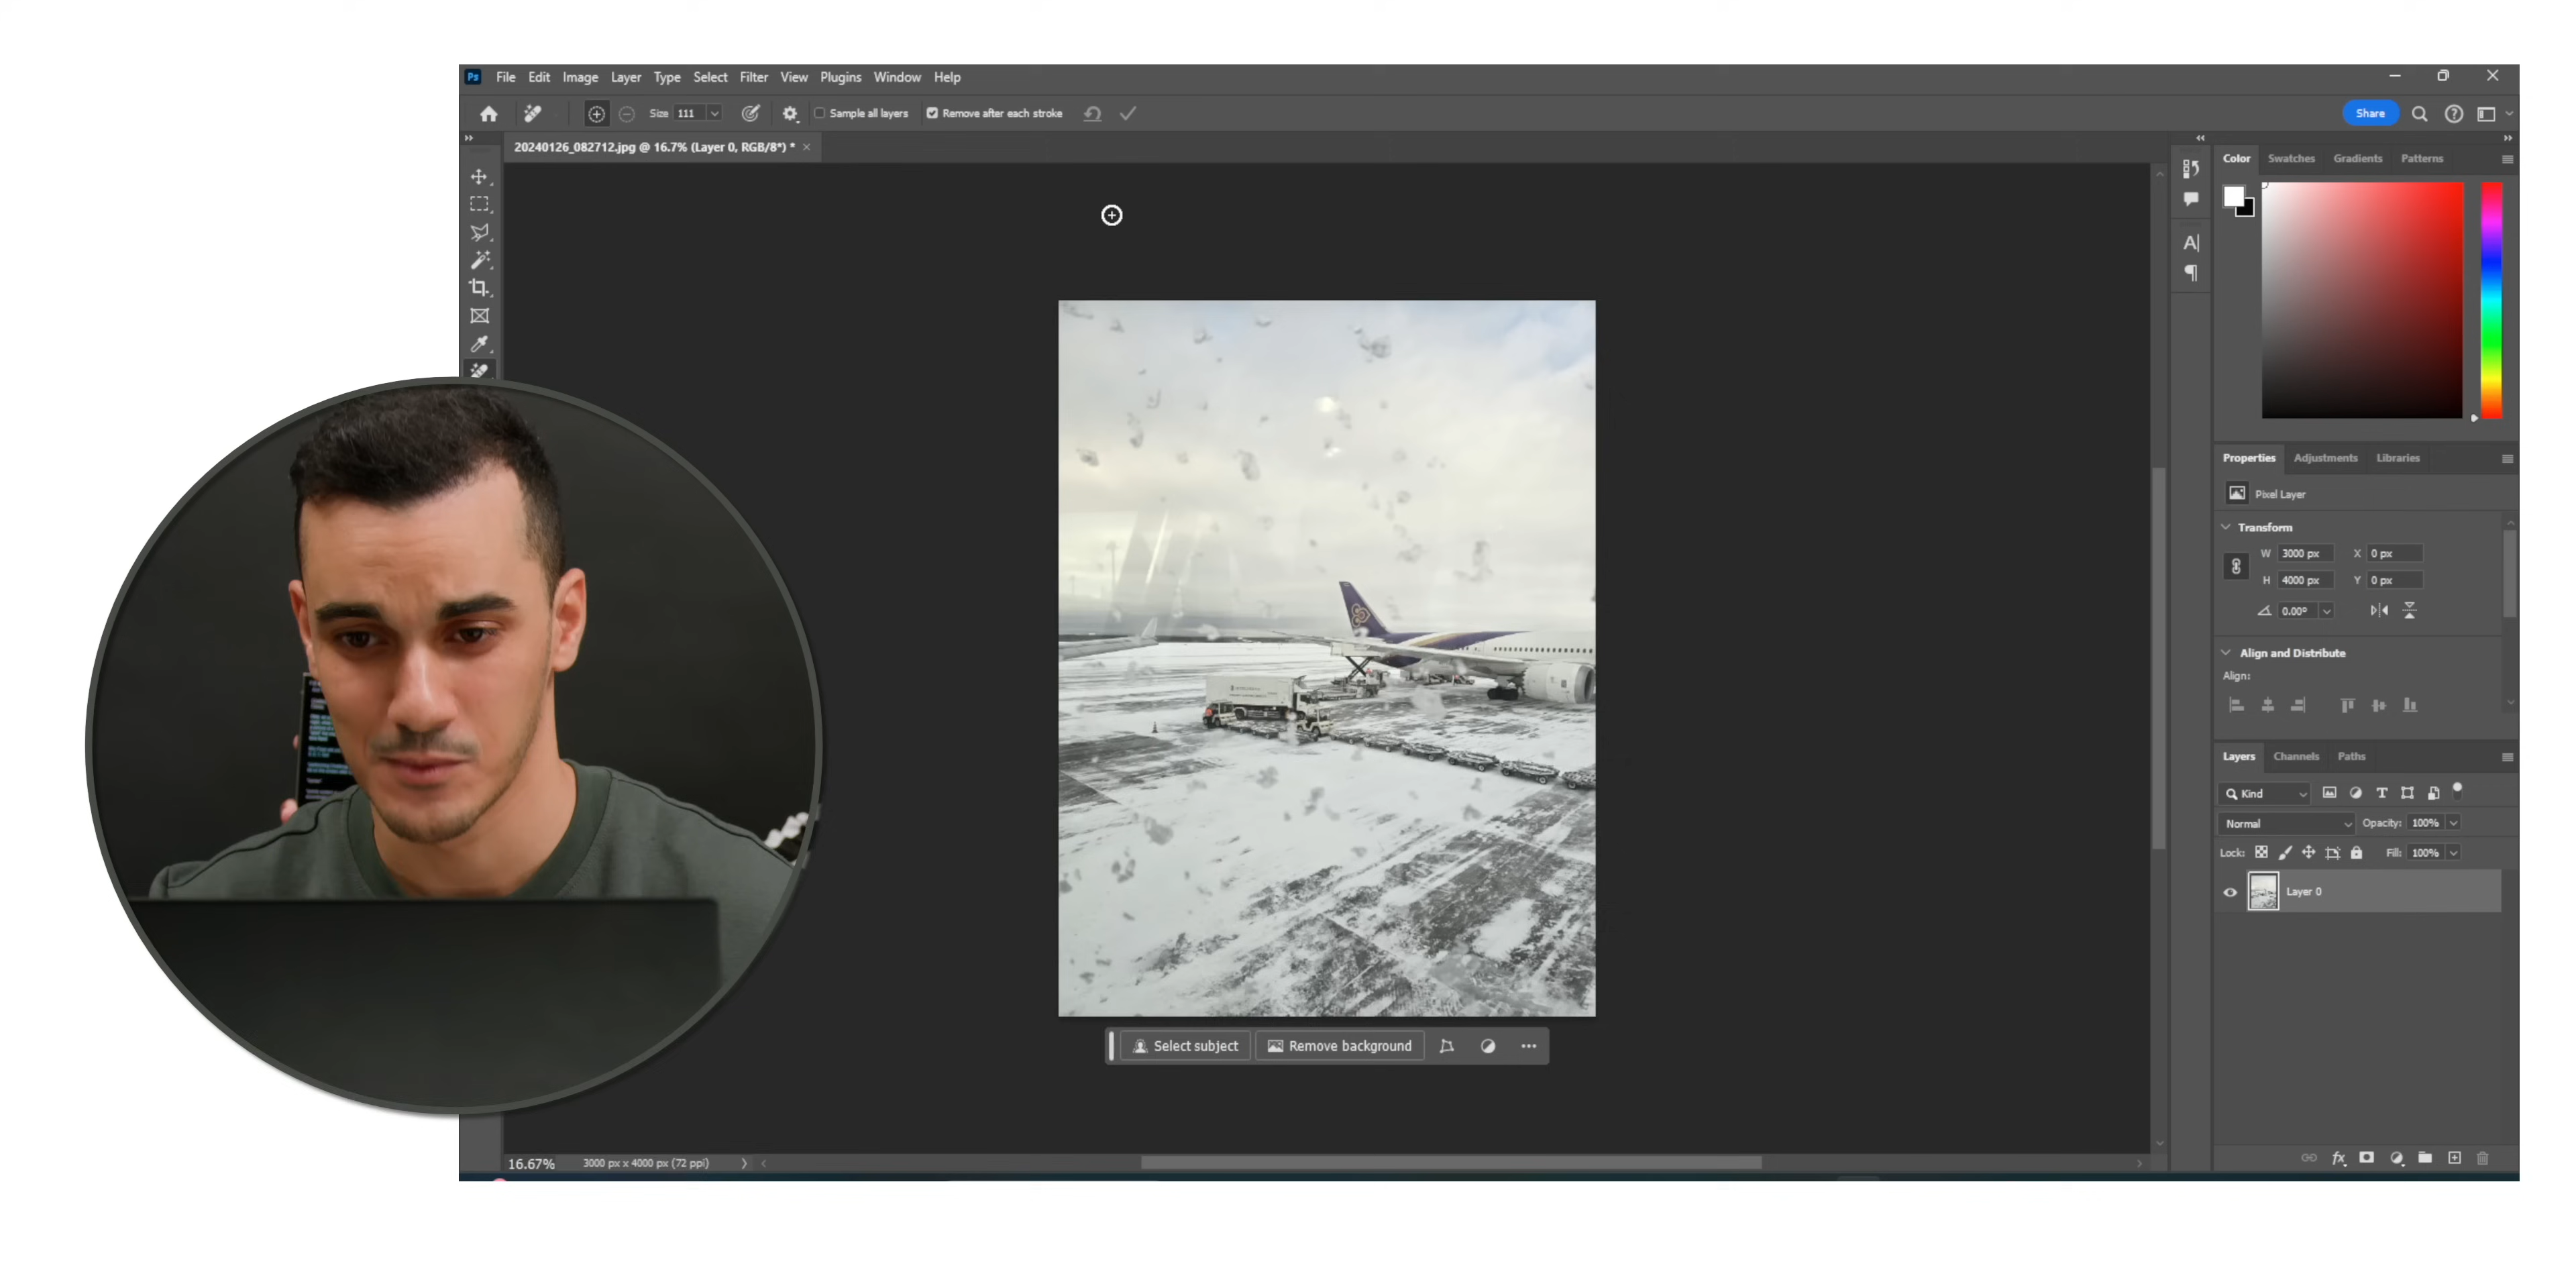 Ps File Edit Image Layer Type Select Filter View Plugins Window Help
Size 111 Sample all layers Remove after each stroke Share
20240126_082712.jpg @ 16.7% (Layer 0, RGB/8*) * ×
Color Swatches Gradients Patterns
A|
Properties Adjustments Libraries
Pixel Layer
Transform
W 3000 px X 0 px
H 4000 px Y 0 px
0.00°
Align and Distribute
Align:
Layers Channels Paths
Kind
Normal Opacity: 100%
Lock: Fill: 100%
Layer 0
Select subject Remove background
16.67% 3000 px x 4000 px (72 ppi)
fx